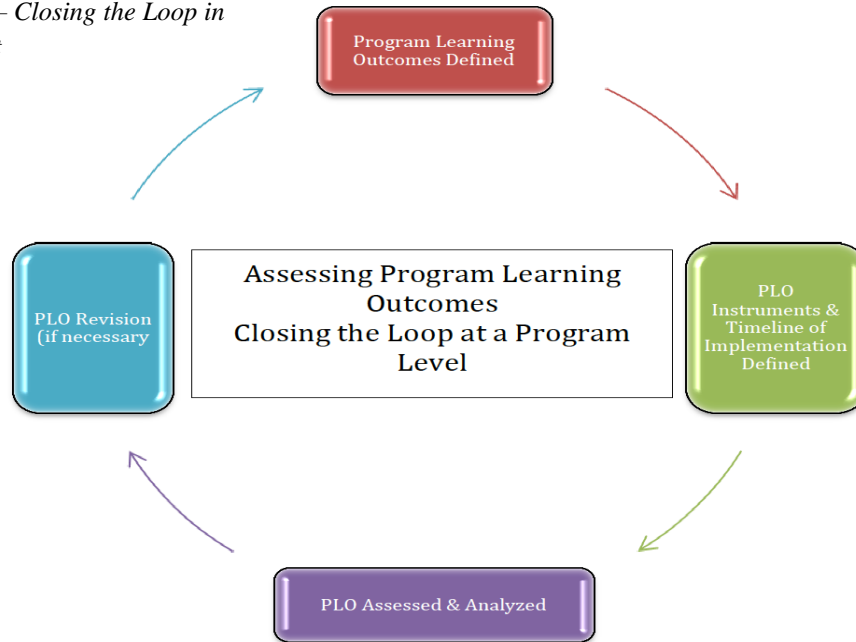 – Closing the Loop in
Program Learning
Outcomes Defined
Assessing Program Learning
Outcomes
Closing the Loop at a Program
Level
PLO
Instruments &
Timeline of
Implementation
Defined
PLO Assessed & Analyzed
PLO Revision
(if necessary